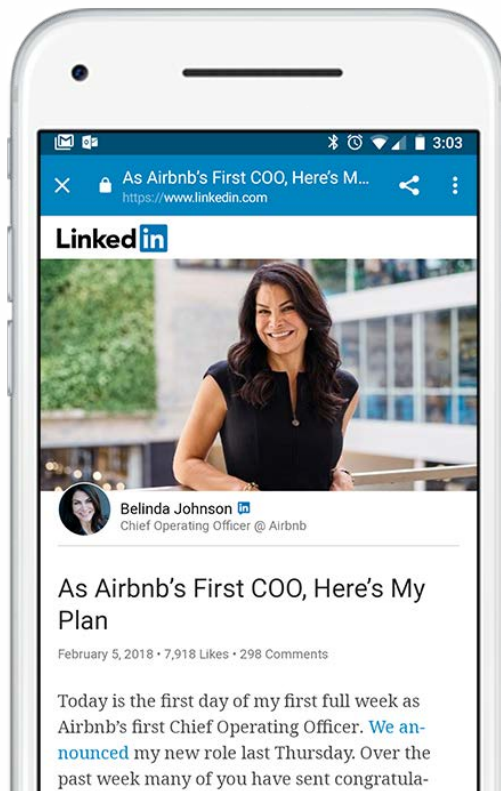 3:03
As Airbnb’s First COO, Here’s M...
https://www.linkedin.com
Linked in
Belinda Johnson in
Chief Operating Officer @ Airbnb
As Airbnb’s First COO, Here’s My
Plan
February 5, 2018 • 7,918 Likes • 298 Comments
Today is the first day of my first full week as
Airbnb’s first Chief Operating Officer. We an-
nounced my new role last Thursday. Over the
past week many of you have sent congratula-